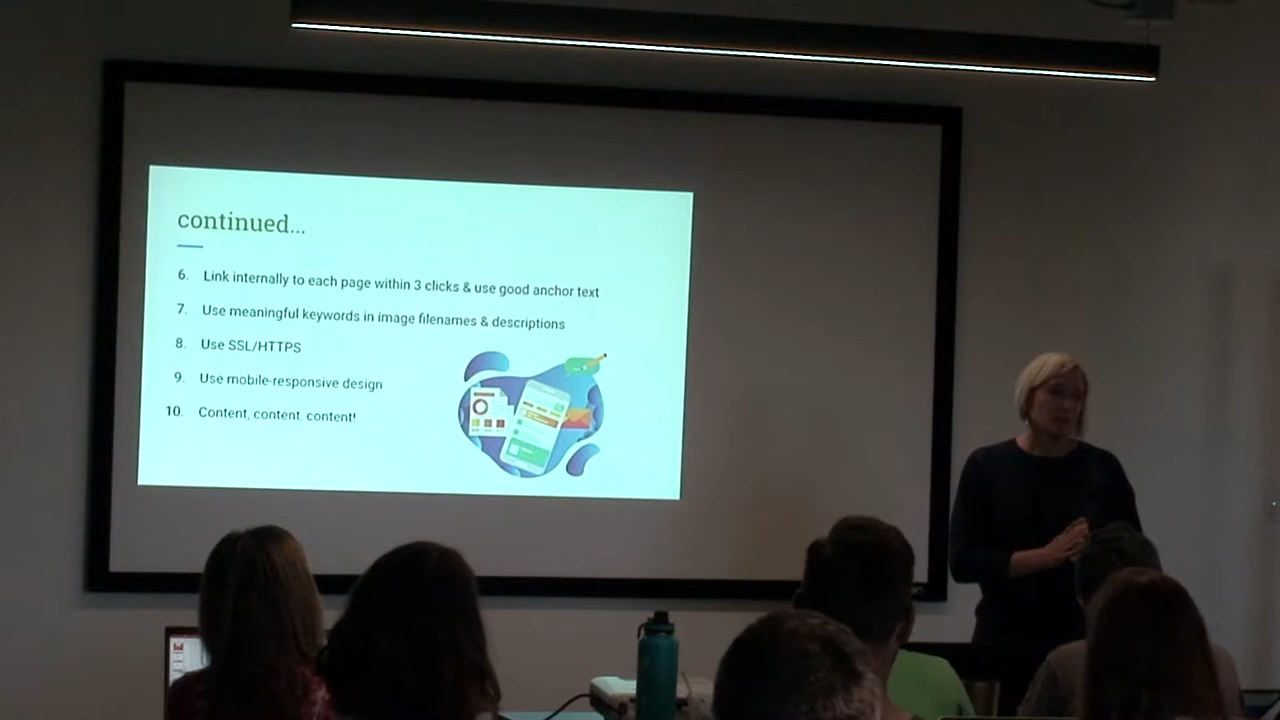 continued...
6. Link internally to each page within 3 clicks & use good anchor text
7. Use meaningful keywords in image filenames & descriptions
8. Use SSL/HTTPS
9. Use mobile-responsive design
10. Content, content, content!